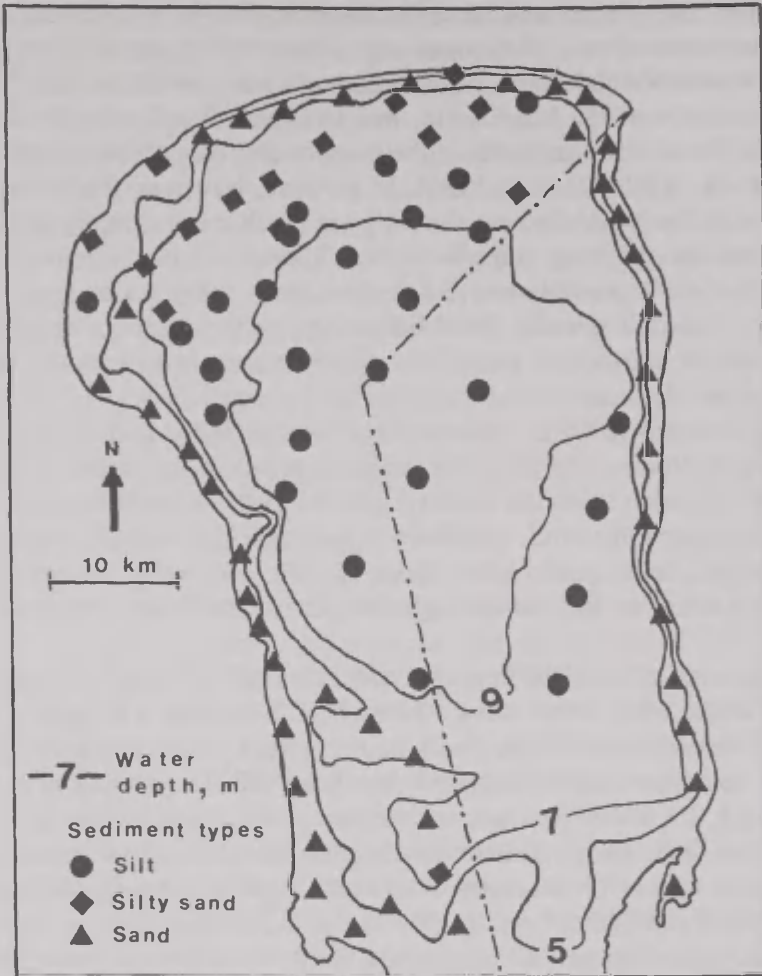 N
10 km
9
—7— Water
depth, m
7
Sediment types
Silt
Silty sand
Sand
5